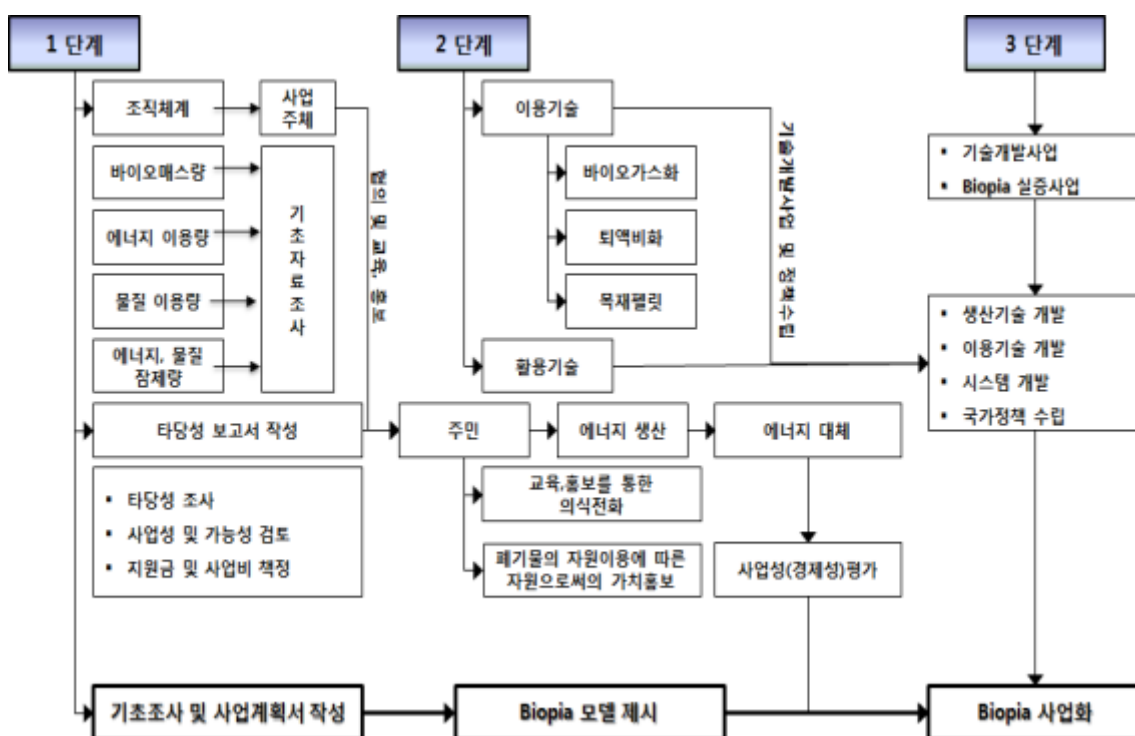 1 단계
조직체계
사업
주체
바이오매스량
에너지 이용량
물질 이용량
에너지, 물질
잠제량
기초자료조사
협의 및 교육, 홍보
타당성 보고서 작성
▪ 타당성 조사
▪ 사업성 및 가능성 검토
▪ 지원금 및 사업비 책정
기초조사 및 사업계획서 작성
2 단계
이용기술
바이오가스화
퇴액비화
목재펠릿
활용기술
기술개발사업 및 정책수립
주민
에너지 생산
에너지 대체
교육,홍보를 통한
의식전화
폐기물의 자원이용에 따른
자원으로써의 가치홍보
사업성(경제성)평가
Biopia 모델 제시
3 단계
▪ 기술개발사업
▪ Biopia 실증사업
▪ 생산기술 개발
▪ 이용기술 개발
▪ 시스템 개발
▪ 국가정책 수립
Biopia 사업화